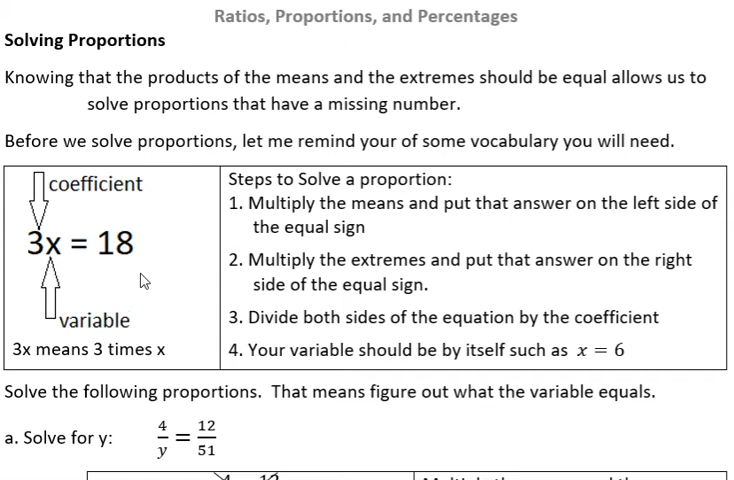 Ratios, Proportions, and Percentages
Solving Proportions
Knowing that the products of the means and the extremes should be equal allows us to
solve proportions that have a missing number.
Before we solve proportions, let me remind your of some vocabulary you will need.
coefficient
3x = 18
variable
3x means 3 times x
Steps to Solve a proportion:
1. Multiply the means and put that answer on the left side of
the equal sign
2. Multiply the extremes and put that answer on the right
side of the equal sign.
3. Divide both sides of the equation by the coefficient
4. Your variable should be by itself such as x = 6
Solve the following proportions. That means figure out what the variable equals.
a. Solve for y: 4/y = 12/51